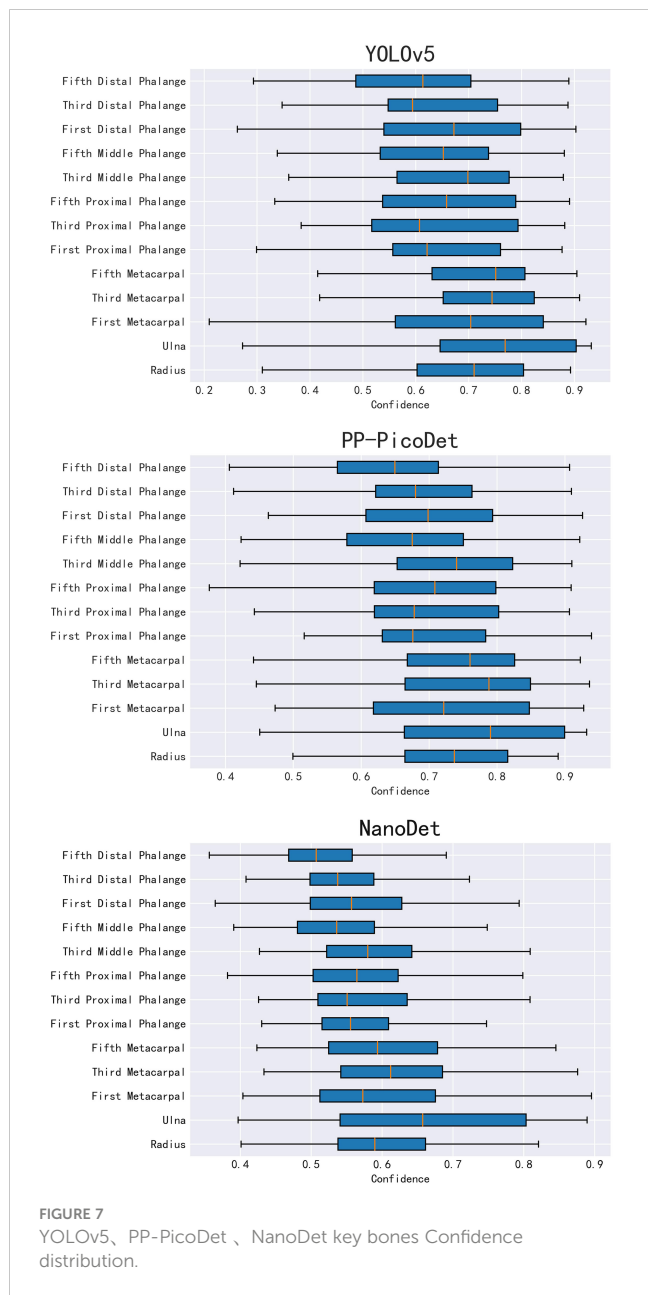 YOLOv5
Fifth Distal Phalange
Third Distal Phalange
First Distal Phalange
Fifth Middle Phalange
Third Middle Phalange
Fifth Proximal Phalange
Third Proximal Phalange
First Proximal Phalange
Fifth Metacarpal
Third Metacarpal
First Metacarpal
Ulna
Radius
0.2 0.3 0.4 0.5 0.6 0.7 0.8 0.9
Confidence
PP-PicoDet
Fifth Distal Phalange
Third Distal Phalange
First Distal Phalange
Fifth Middle Phalange
Third Middle Phalange
Fifth Proximal Phalange
Third Proximal Phalange
First Proximal Phalange
Fifth Metacarpal
Third Metacarpal
First Metacarpal
Ulna
Radius
0.4 0.5 0.6 0.7 0.8 0.9
Confidence
NanoDet
Fifth Distal Phalange
Third Distal Phalange
First Distal Phalange
Fifth Middle Phalange
Third Middle Phalange
Fifth Proximal Phalange
Third Proximal Phalange
First Proximal Phalange
Fifth Metacarpal
Third Metacarpal
First Metacarpal
Ulna
Radius
0.4 0.5 0.6 0.7 0.8 0.9
Confidence
FIGURE 7
YOLOv5、PP-PicoDet 、NanoDet key bones Confidence
distribution.